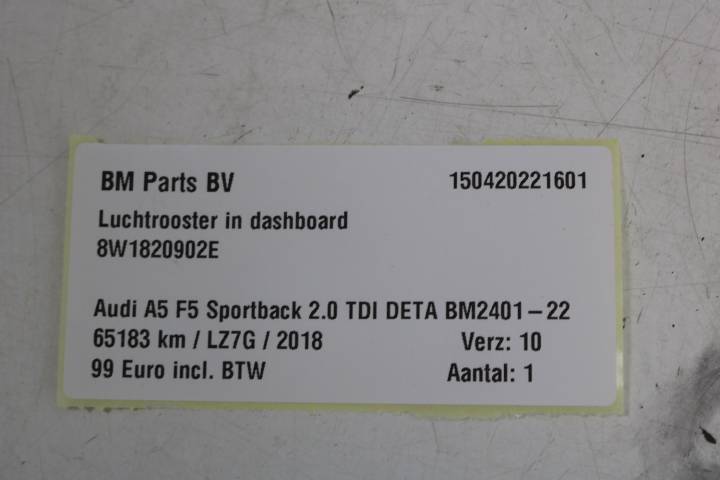 BM Parts BV 150420221601
Luchtrooster in dashboard
8W1820902E
Audi A5 F5 Sportback 2.0 TDI DETA BM2401-22
65183 km / LZ7G / 2018 Verz: 10
99 Euro incl. BTW Aantal: 1